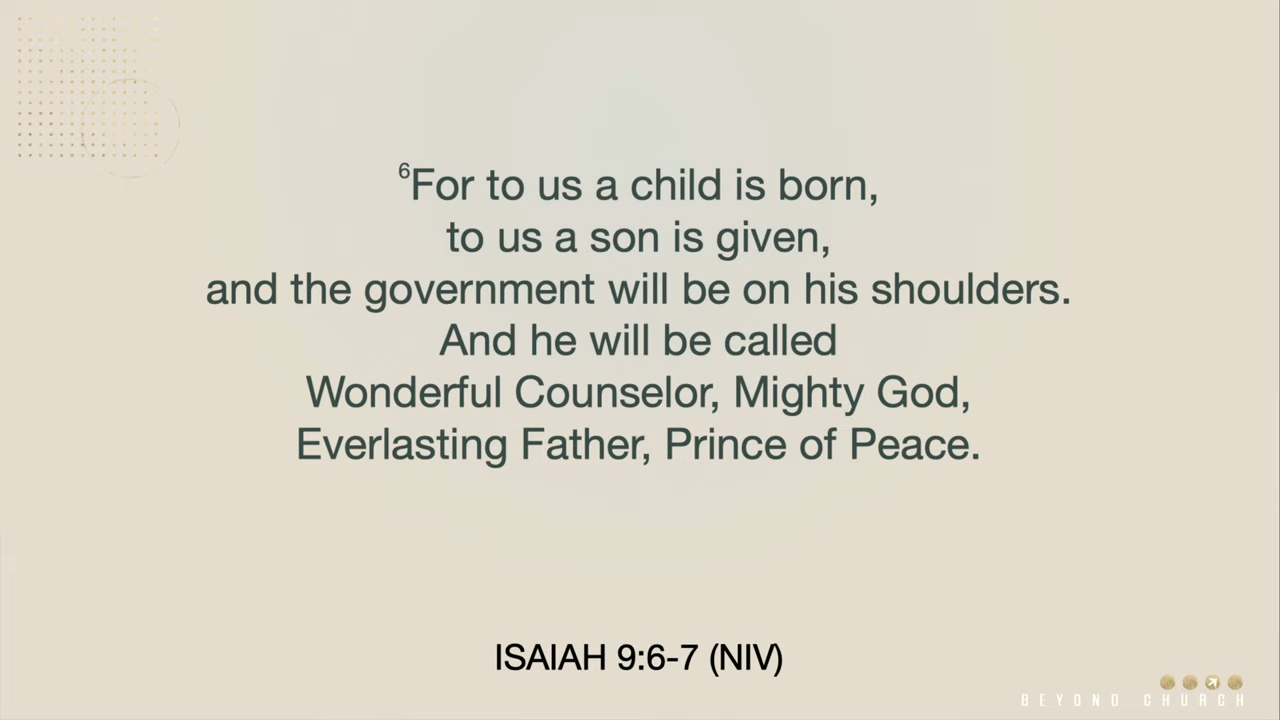 ⁶For to us a child is born,
to us a son is given,
and the government will be on his shoulders.
And he will be called
Wonderful Counselor, Mighty God,
Everlasting Father, Prince of Peace.
ISAIAH 9:6-7 (NIV)
BEYOND CHURCH